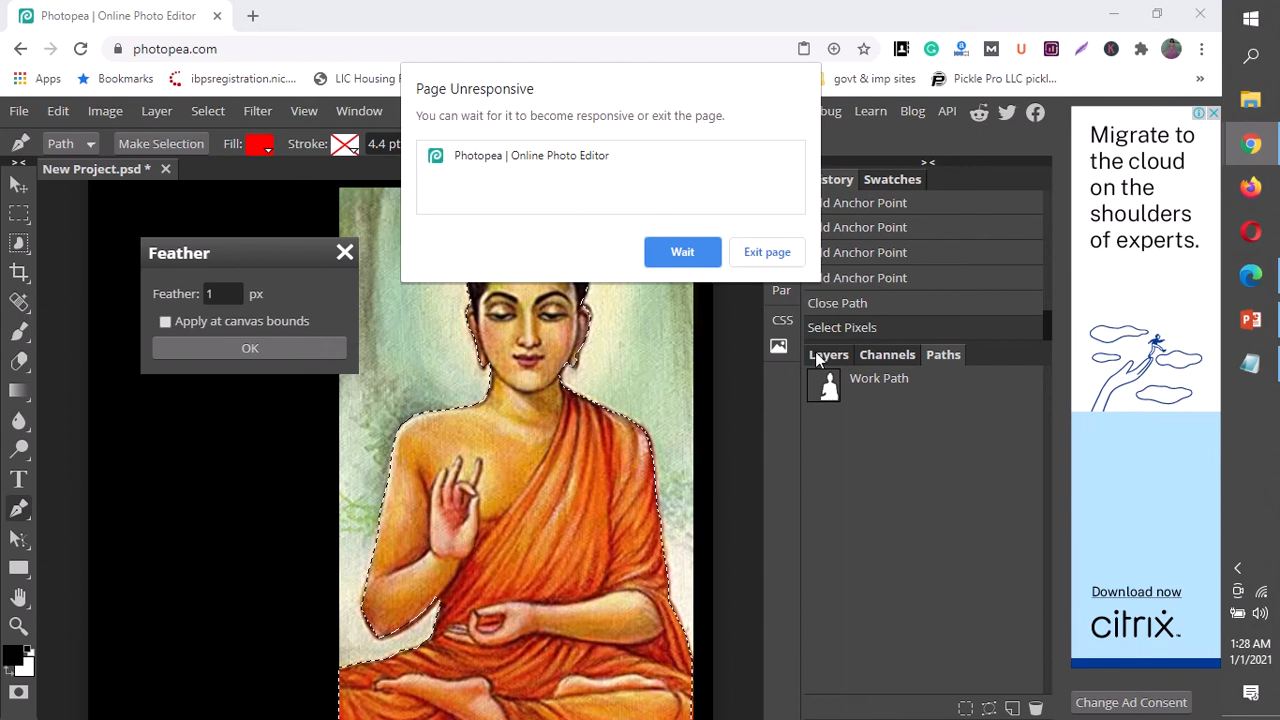 Photopea | Online Photo Editor
photopea.com
Apps
Bookmarks
ibpsregistration.nic...
LIC Housing
govt & imp sites
Pickle Pro LLC pickl...
Page Unresponsive
You can wait for it to become responsive or exit the page.
Photopea | Online Photo Editor
Wait
Exit page
File Edit Image Layer Select Filter View Window
Learn Blog API
Path
Make Selection
Fill:
Stroke:
4.4 pt
New Project.psd *
Swatches
Add Anchor Point
Close Path
Select Pixels
Feather
Feather: 1 px
Apply at canvas bounds
OK
Par
CSS
Layers Channels Paths
Work Path
Migrate to
the cloud
on the
shoulders
of experts.
Download now
citrix
Change Ad Consent
1:28 AM
1/1/2021